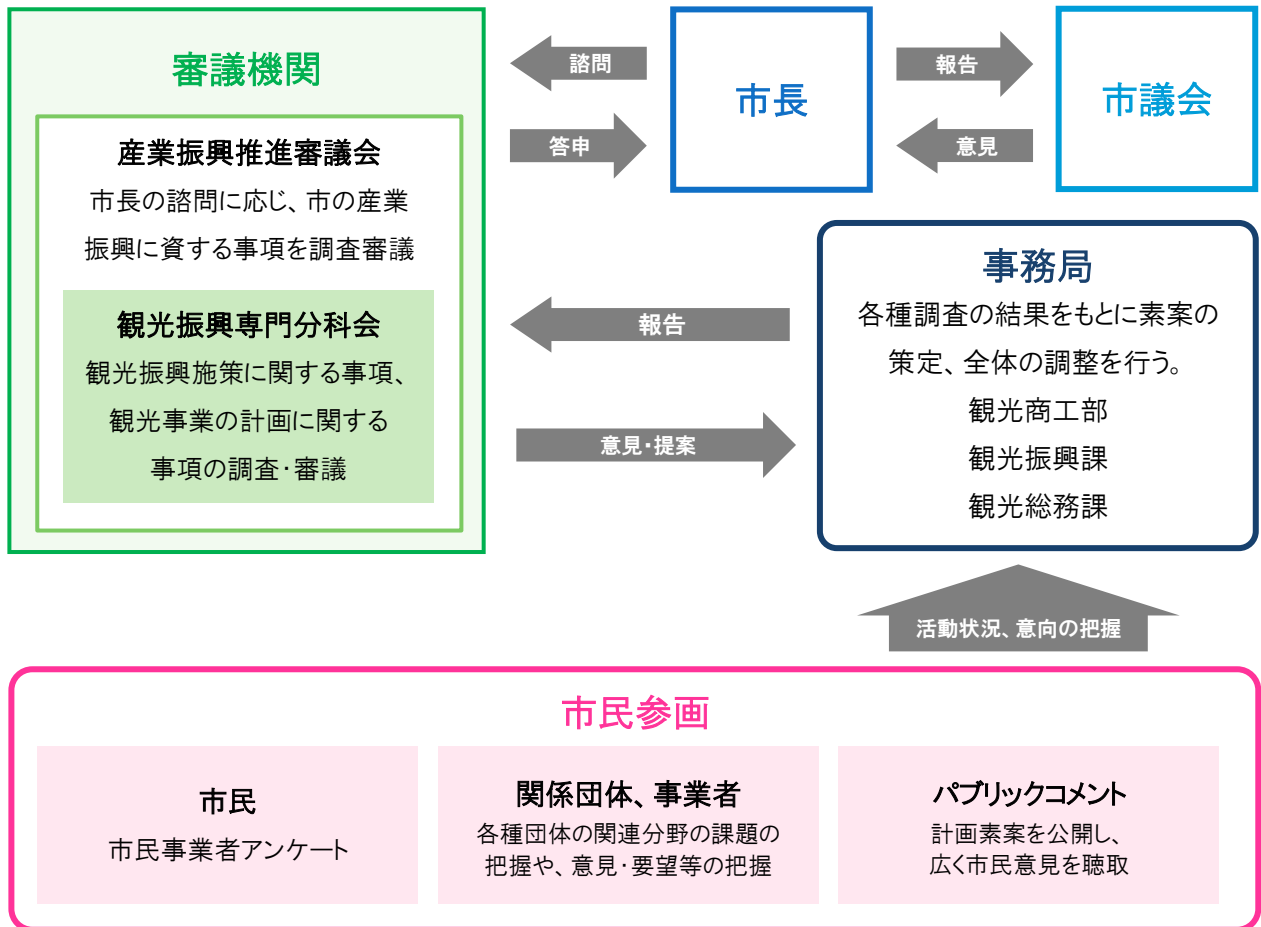 審議機関
産業振興推進審議会
市長の諮問に応じ、市の産業
振興に資する事項を調査審議
観光振興専門分科会
観光振興施策に関する事項、
観光事業の計画に関する
事項の調査・審議
諮問
答申
市長
報告
意見
市議会
報告
意見・提案
事務局
各種調査の結果をもとに素案の
策定、全体の調整を行う。
観光商工部
観光振興課
観光総務課
活動状況、意向の把握
市民参画
市民
市民事業者アンケート
関係団体、事業者
各種団体の関連分野の課題の
把握や、意見・要望等の把握
パブリックコメント
計画素案を公開し、
広く市民意見を聴取